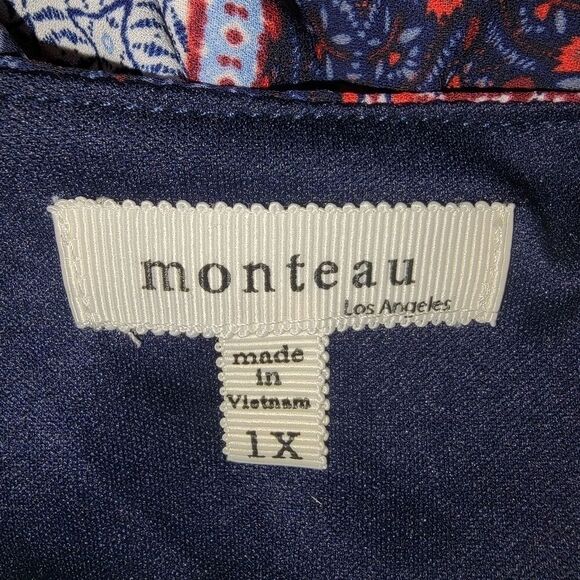 monteau
Los Angeles
made
in
Vietnam
1X